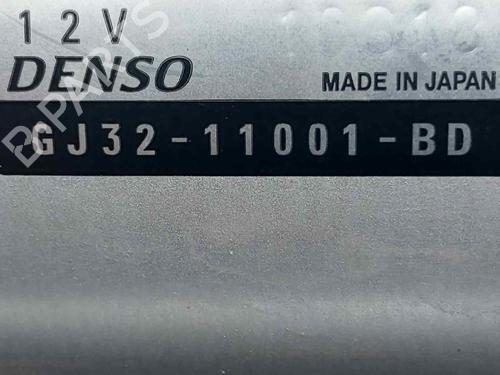 12V
DENSO
MADE IN JAPAN
GJ32-11001-BD